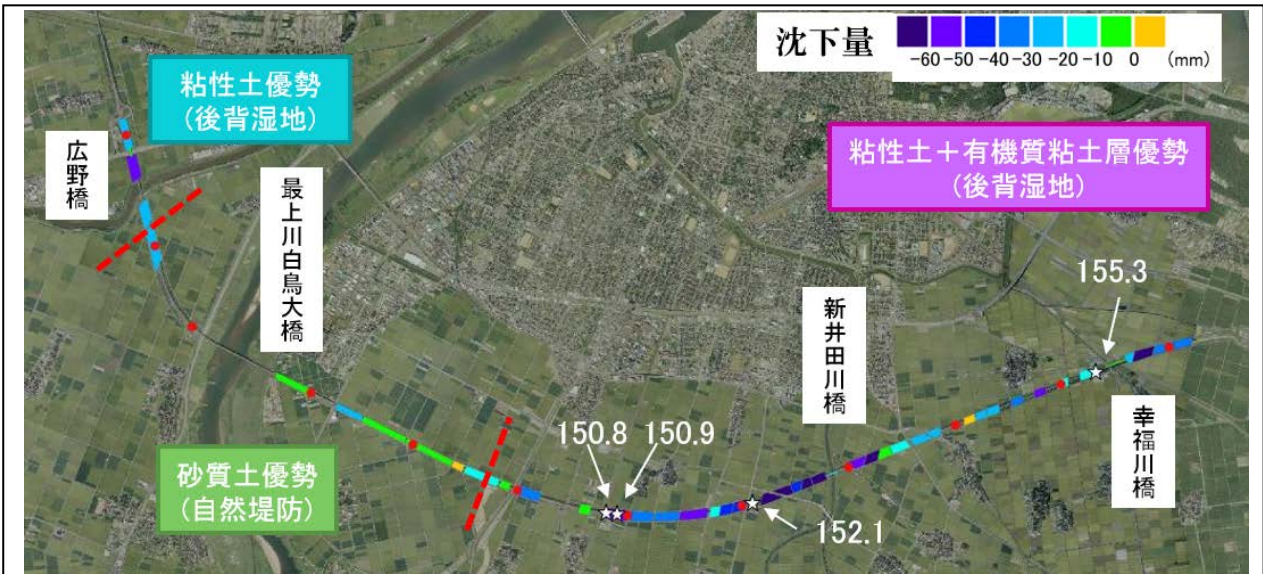 沈下量
-60 -50 -40 -30 -20 -10 0 (mm)
粘性土優勢
(後背湿地)
広野橋
最上川白鳥大橋
粘性土+有機質粘土層優勢
(後背湿地)
155.3
新井田川橋
幸福川橋
150.8 150.9
砂質土優勢
(自然堤防)
152.1